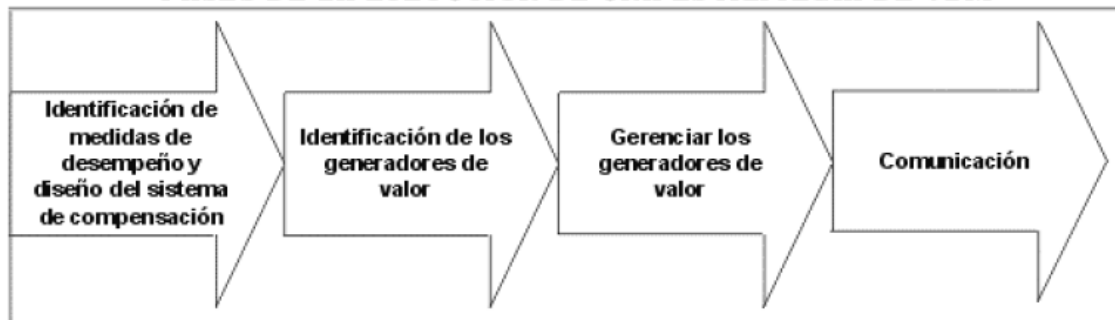 Identificación de
medidas de
desempeño y
diseño del sistema
de compensación
Identificación de los
generadores de
valor
Gerenciar los
generadores de
valor
Comunicación